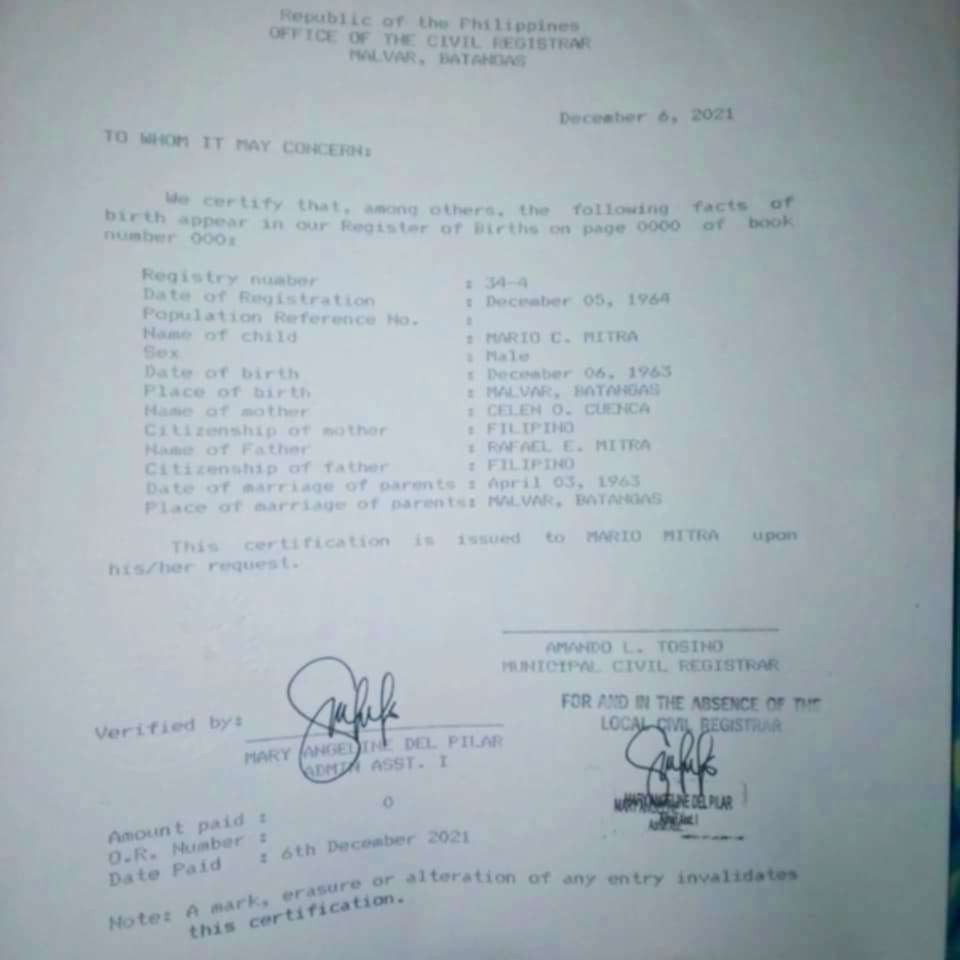 Republic of the Philippines
OFFICE OF THE CIVIL REGISTRAR
MALVAR, BATANGAS
December 6, 2021
TO WHOM IT MAY CONCERN:
We certify that, among others, the following facts of
birth appear in our Register of Births on page 0000 of book
number 000:
Registry number : 34-4
Date of Registration : December 05, 1964
Population Reference No. :
Name of child : MARIO C. MITRA
Sex : Male
Date of birth : December 06, 1963
Place of birth : MALVAR, BATANGAS
Name of mother : CELEN O. CUENCA
Citizenship of mother : FILIPINO
Name of Father : RAFAEL E. MITRA
Citizenship of father : FILIPINO
Date of marriage of parents : April 03, 1963
Place of marriage of parents: MALVAR, BATANGAS
This certification is issued to MARIO MITRA upon
his/her request.
AMANDO L. TOSINO
MUNICIPAL CIVIL REGISTRAR
FOR AND IN THE ABSENCE OF THE
LOCAL CIVIL REGISTRAR
Verified by:
MARY ANGELINE DEL PILAR
ADMIN ASST. I
MARY ANGELINE DEL PILAR
Amount paid : 0
O.R. Number :
Date Paid : 6th December 2021
Note: A mark, erasure or alteration of any entry invalidates
this certification.